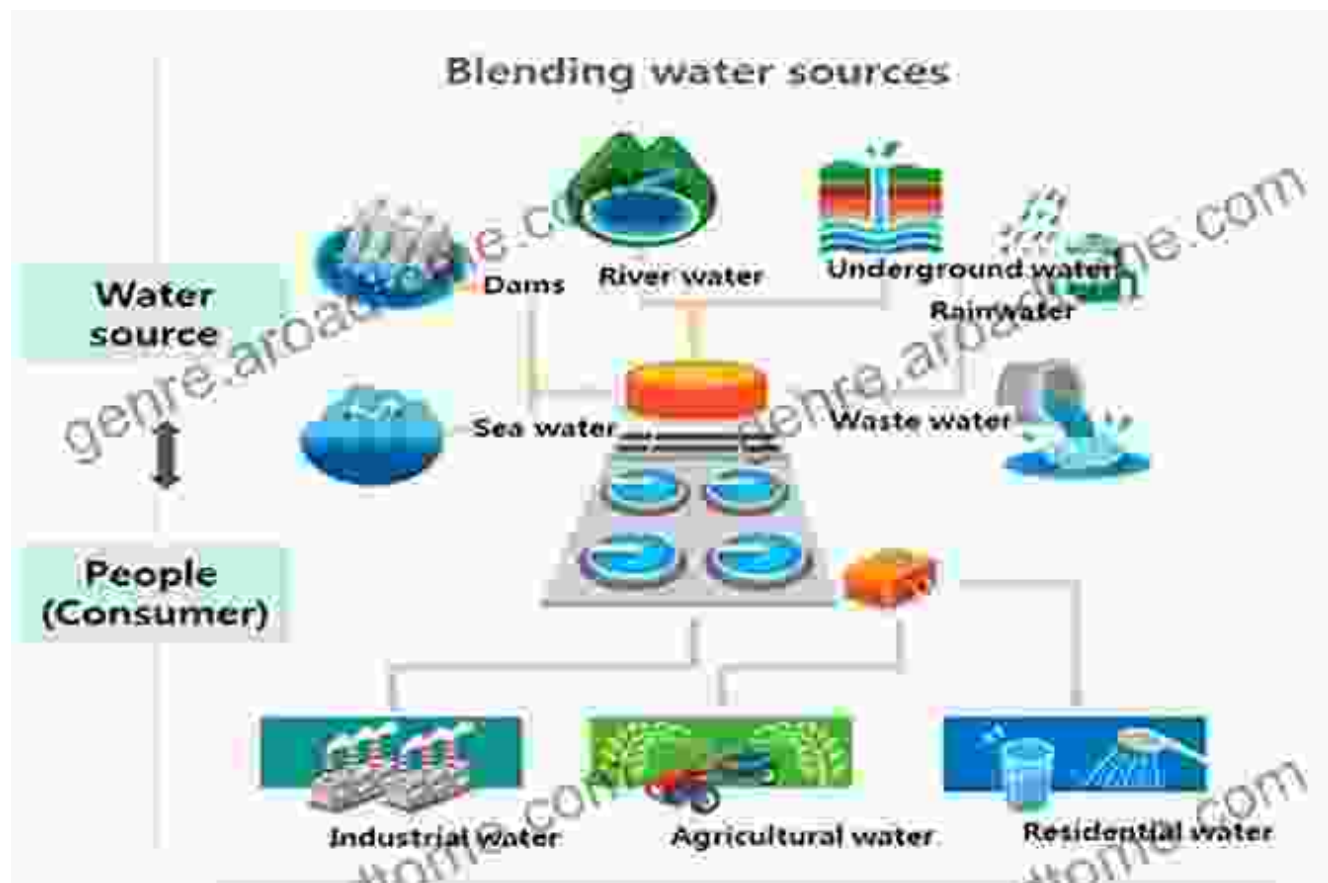 Blending water sources
River water
Underground water
Dams
Rainwater
Water
source
Sea water
Waste water
People
(Consumer)
Industrial water
Agricultural water
Residential water